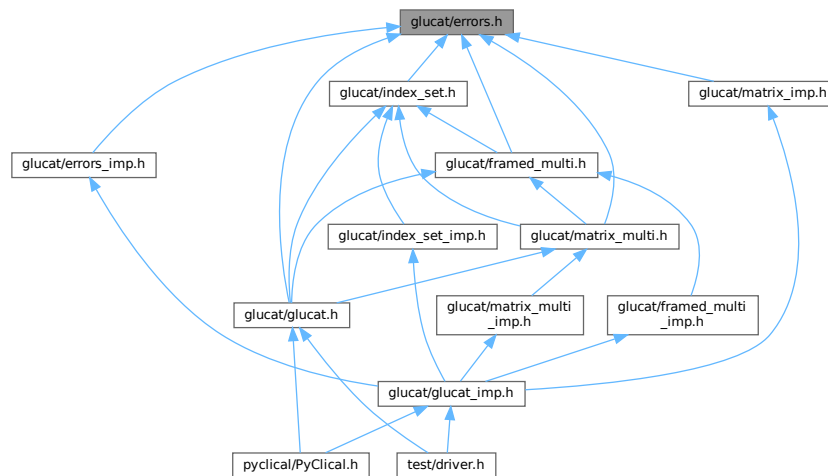 glucat/errors.h
glucat/index_set.h
glucat/matrix_imp.h
glucat/errors_imp.h
glucat/framed_multi.h
glucat/index_set_imp.h
glucat/matrix_multi.h
glucat/glucat.h
glucat/matrix_multi
_imp.h
glucat/framed_multi
_imp.h
glucat/glucat_imp.h
pyclical/PyClical.h
test/driver.h